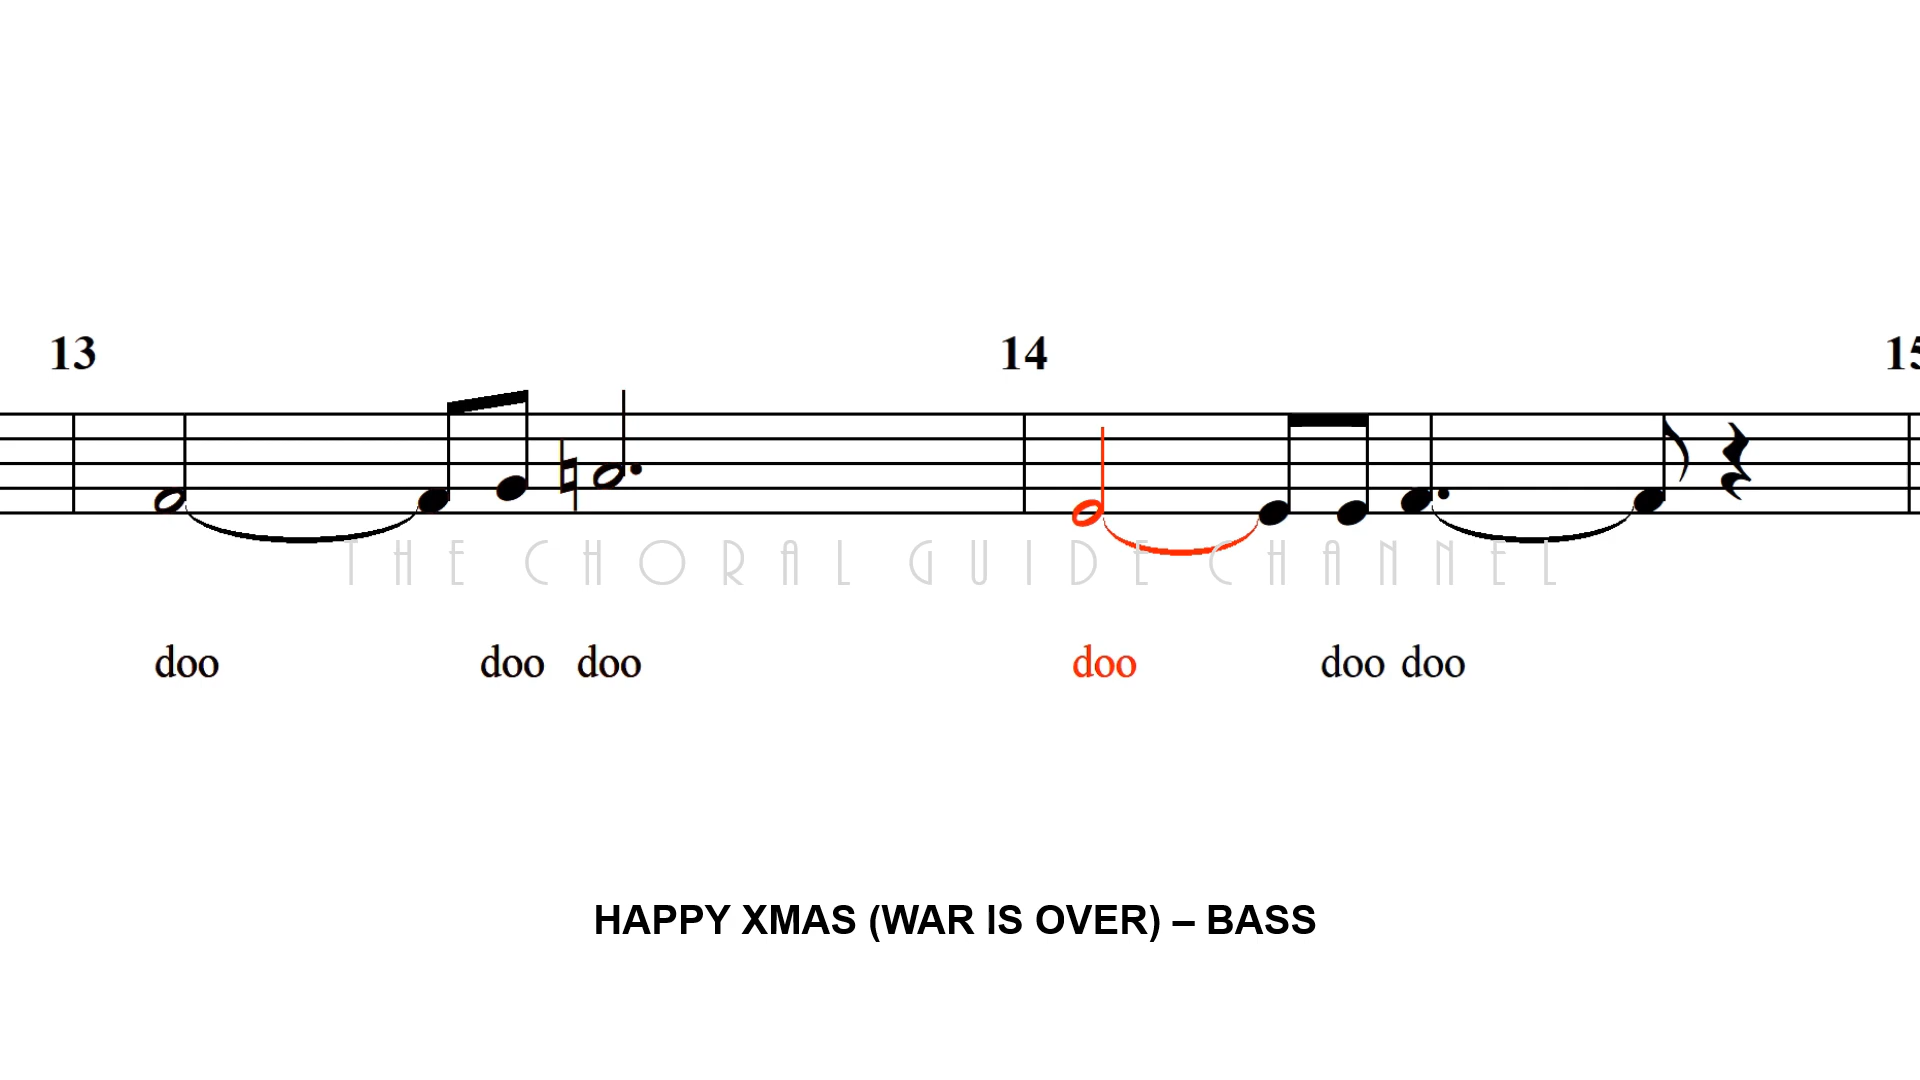 13 14 15
THE CHORAL GUIDE CHANNEL
doo doo doo doo doo doo
HAPPY XMAS (WAR IS OVER) – BASS